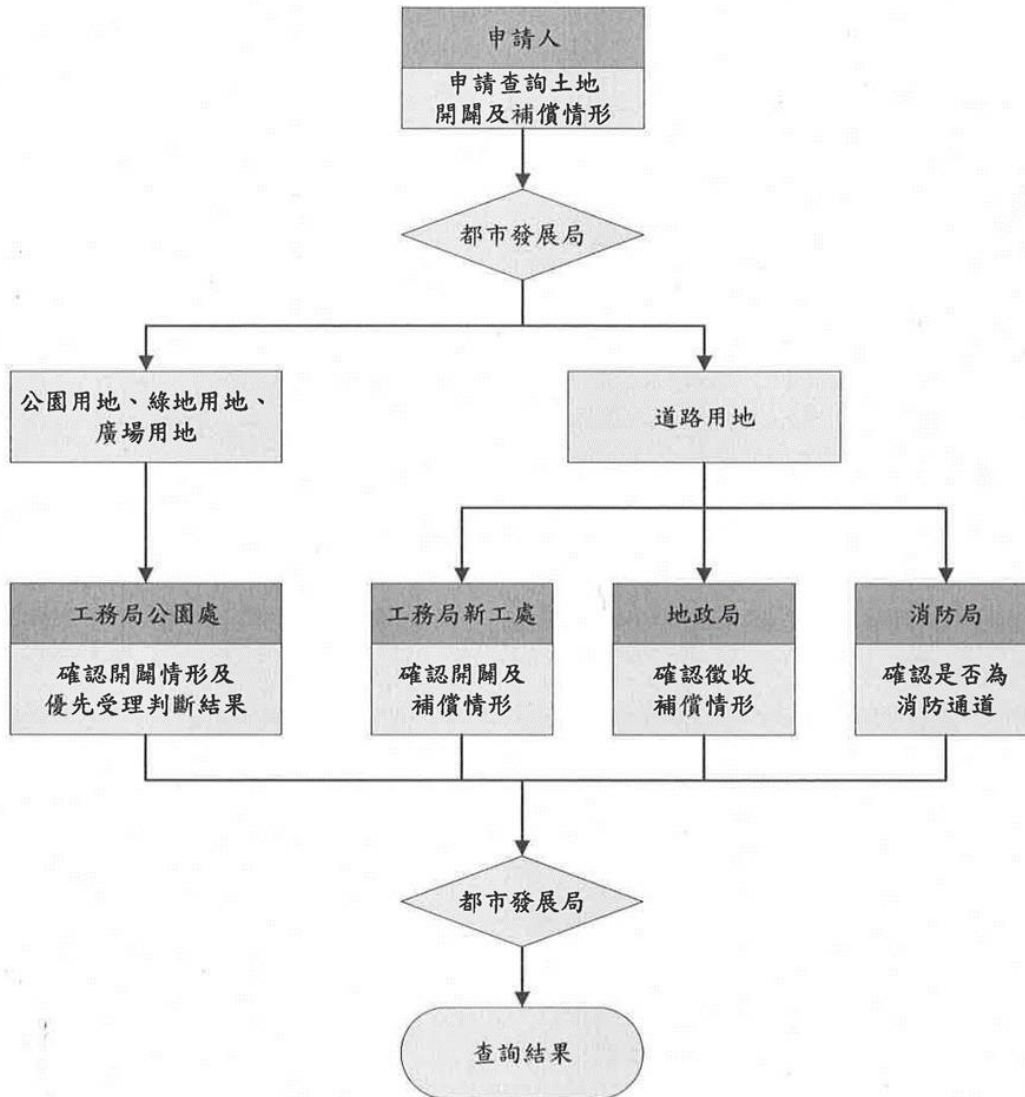 申請人
申請查詢土地
開闢及補償情形
都市發展局
公園用地、綠地用地、
廣場用地
道路用地
工務局公園處
確認開闢情形及
優先受理判斷結果
工務局新工處
確認開闢及
補償情形
地政局
確認徵收
補償情形
消防局
確認是否為
消防通道
都市發展局
查詢結果